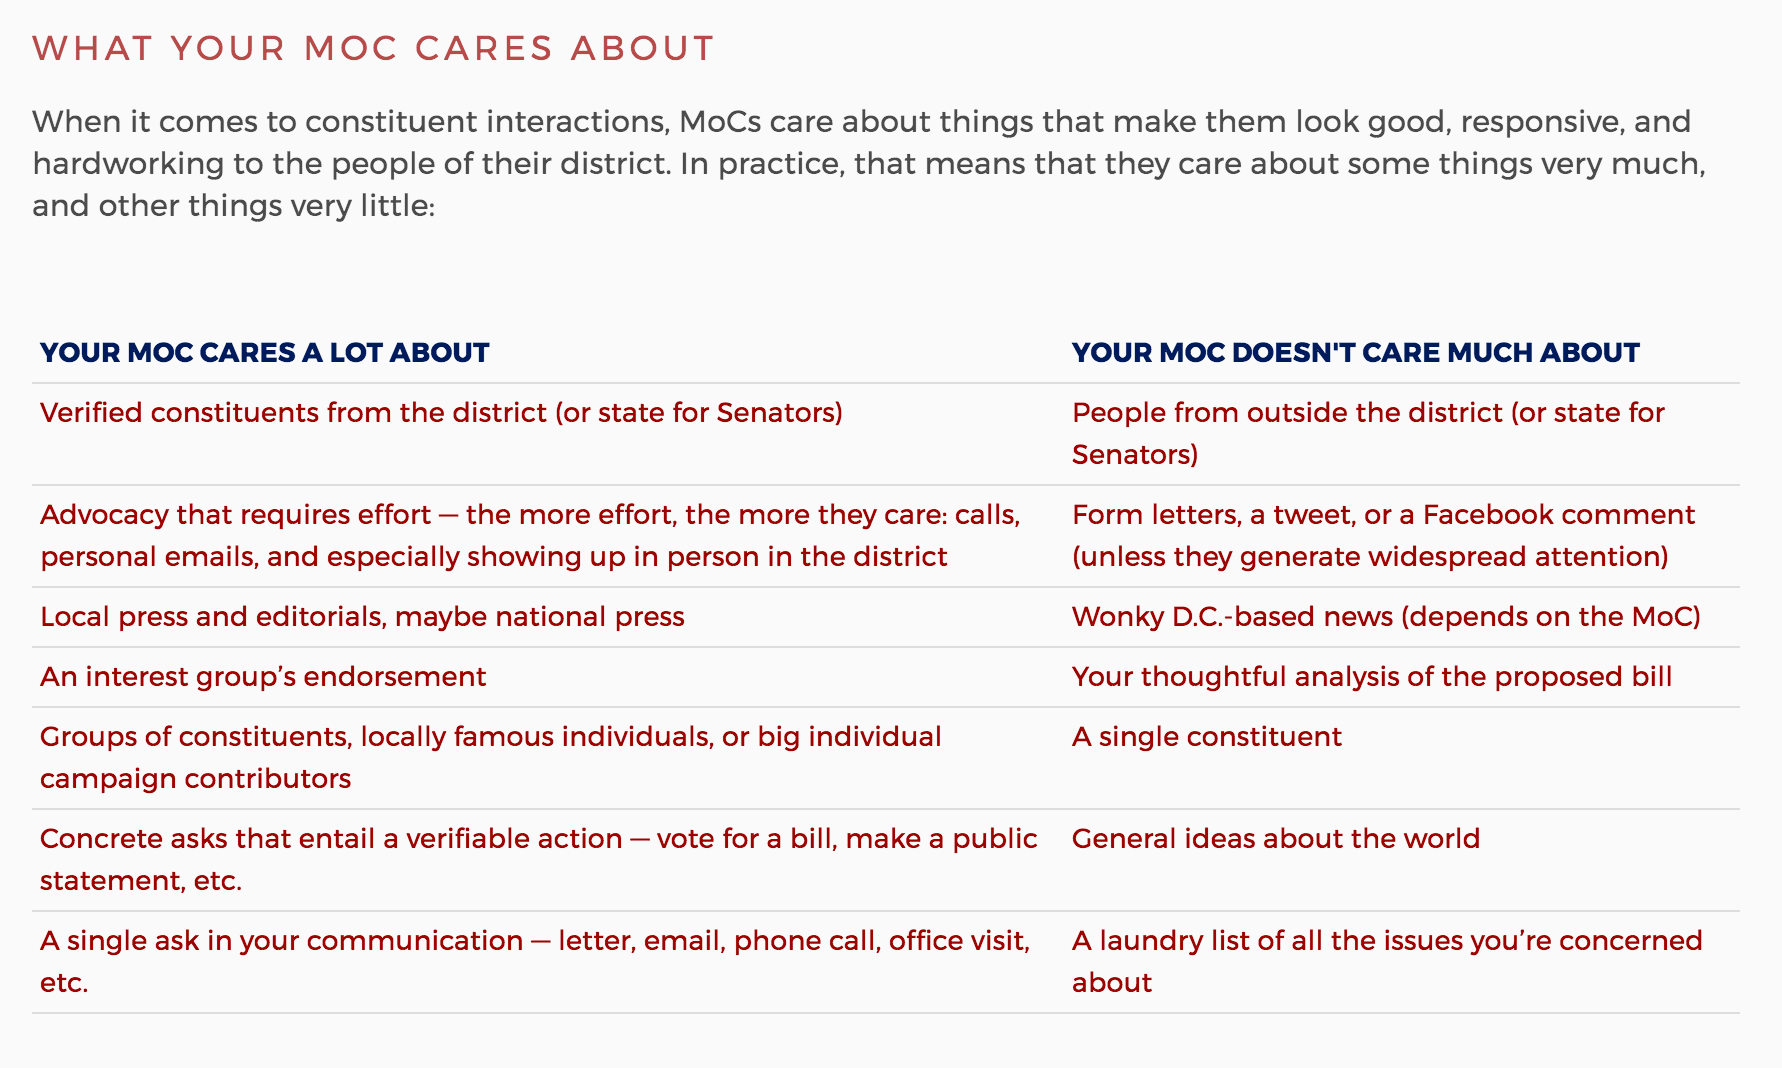 WHAT YOUR MOC CARES ABOUT
When it comes to constituent interactions, MoCs care about things that make them look good, responsive, and
hardworking to the people of their district. In practice, that means that they care about some things very much,
and other things very little:
YOUR MOC CARES A LOT ABOUT
YOUR MOC DOESN'T CARE MUCH ABOUT
Verified constituents from the district (or state for Senators)
People from outside the district (or state for
Senators)
Advocacy that requires effort — the more effort, the more they care: calls,
personal emails, and especially showing up in person in the district
Form letters, a tweet, or a Facebook comment
(unless they generate widespread attention)
Local press and editorials, maybe national press
Wonky D.C.-based news (depends on the MoC)
An interest group’s endorsement
Your thoughtful analysis of the proposed bill
Groups of constituents, locally famous individuals, or big individual
campaign contributors
A single constituent
Concrete asks that entail a verifiable action — vote for a bill, make a public
statement, etc.
General ideas about the world
A single ask in your communication — letter, email, phone call, office visit,
etc.
A laundry list of all the issues you’re concerned
about